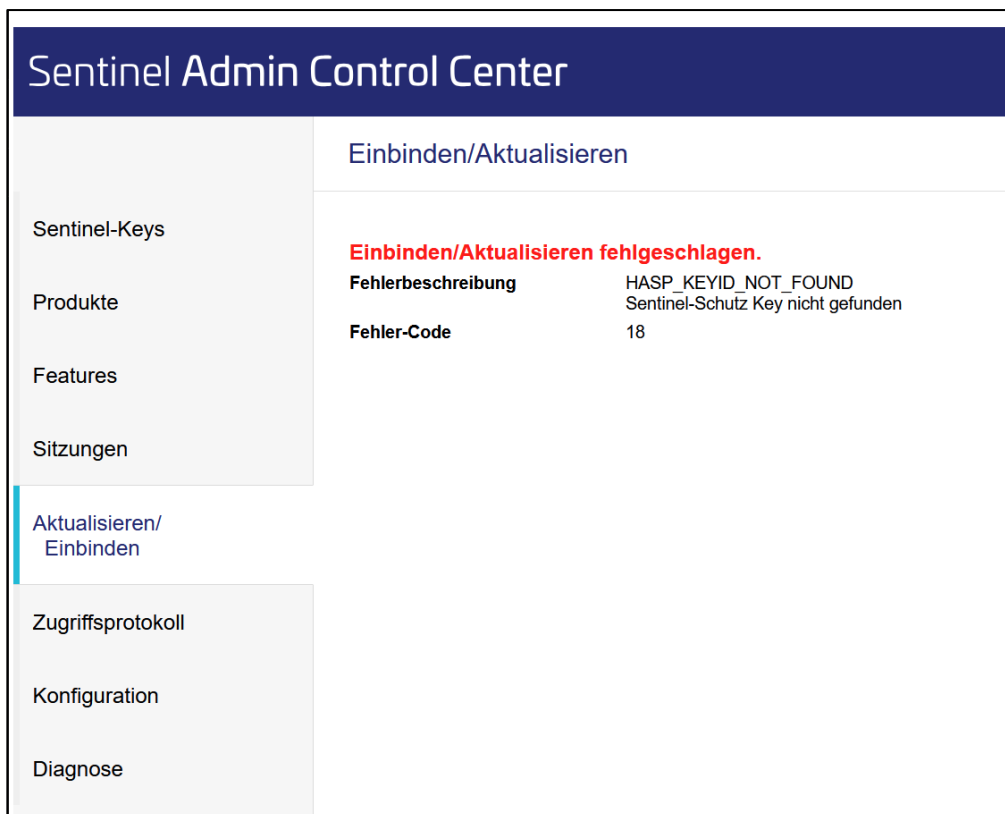 Sentinel Admin Control Center
Einbinden/Aktualisieren
Sentinel-Keys
Produkte
Features
Sitzungen
Aktualisieren/
Einbinden
Zugriffsprotokoll
Konfiguration
Diagnose
Einbinden/Aktualisieren fehlgeschlagen.
Fehlerbeschreibung HASP_KEYID_NOT_FOUND
Sentinel-Schutz Key nicht gefunden
Fehler-Code 18